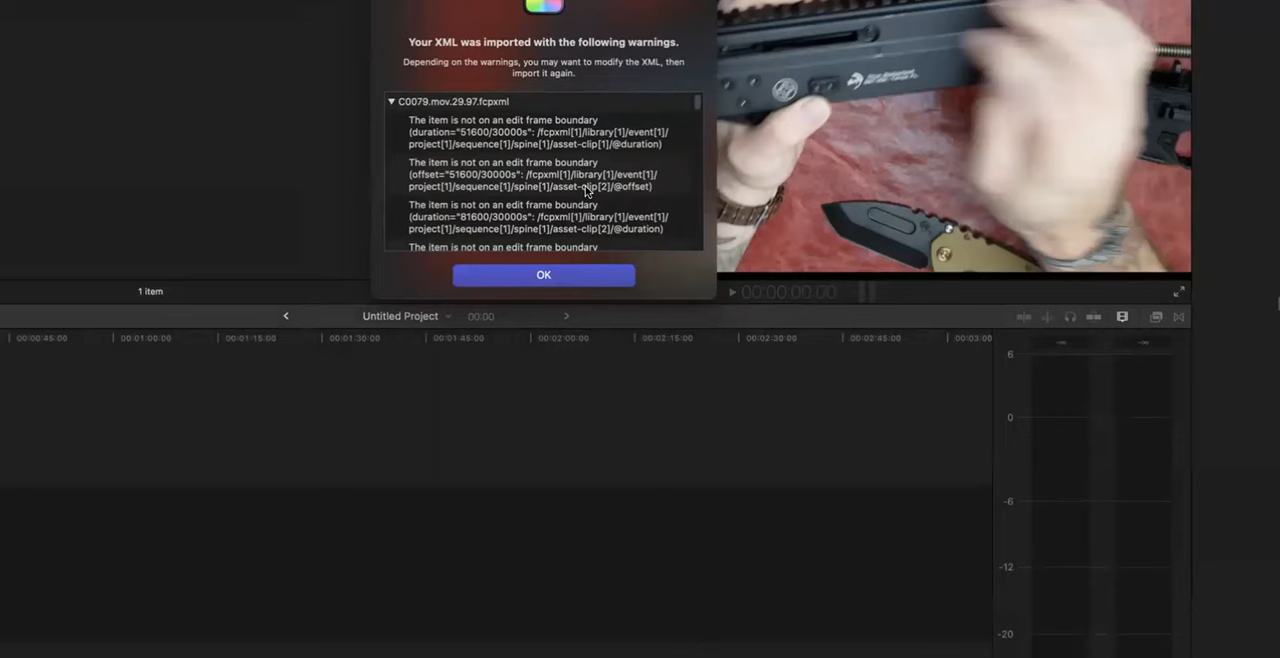 Your XML was imported with the following warnings.
Depending on the warnings, you may want to modify the XML, then
import it again.
C0079.mov.29.97.fcpxml
The item is not on an edit frame boundary
(duration="51600/30000s": /fcpxml[1]/library[1]/event[1]/
project[1]/sequence[1]/spine[1]/asset-clip[1]/@duration)
The item is not on an edit frame boundary
(offset="51600/30000s": /fcpxml[1]/library[1]/event[1]/
project[1]/sequence[1]/spine[1]/asset-clip[2]/@offset)
The item is not on an edit frame boundary
(duration="81600/30000s": /fcpxml[1]/library[1]/event[1]/
project[1]/sequence[1]/spine[1]/asset-clip[2]/@duration)
The item is not on an edit frame boundary
OK
1 item
00:00:00:00
Untitled Project
00:00
00:00:45:00
00:01:00:00
00:01:15:00
00:01:30:00
00:01:45:00
00:02:00:00
00:02:15:00
00:02:30:00
00:02:45:00
00:03:00
-∞
-∞
6
0
-6
-12
-20